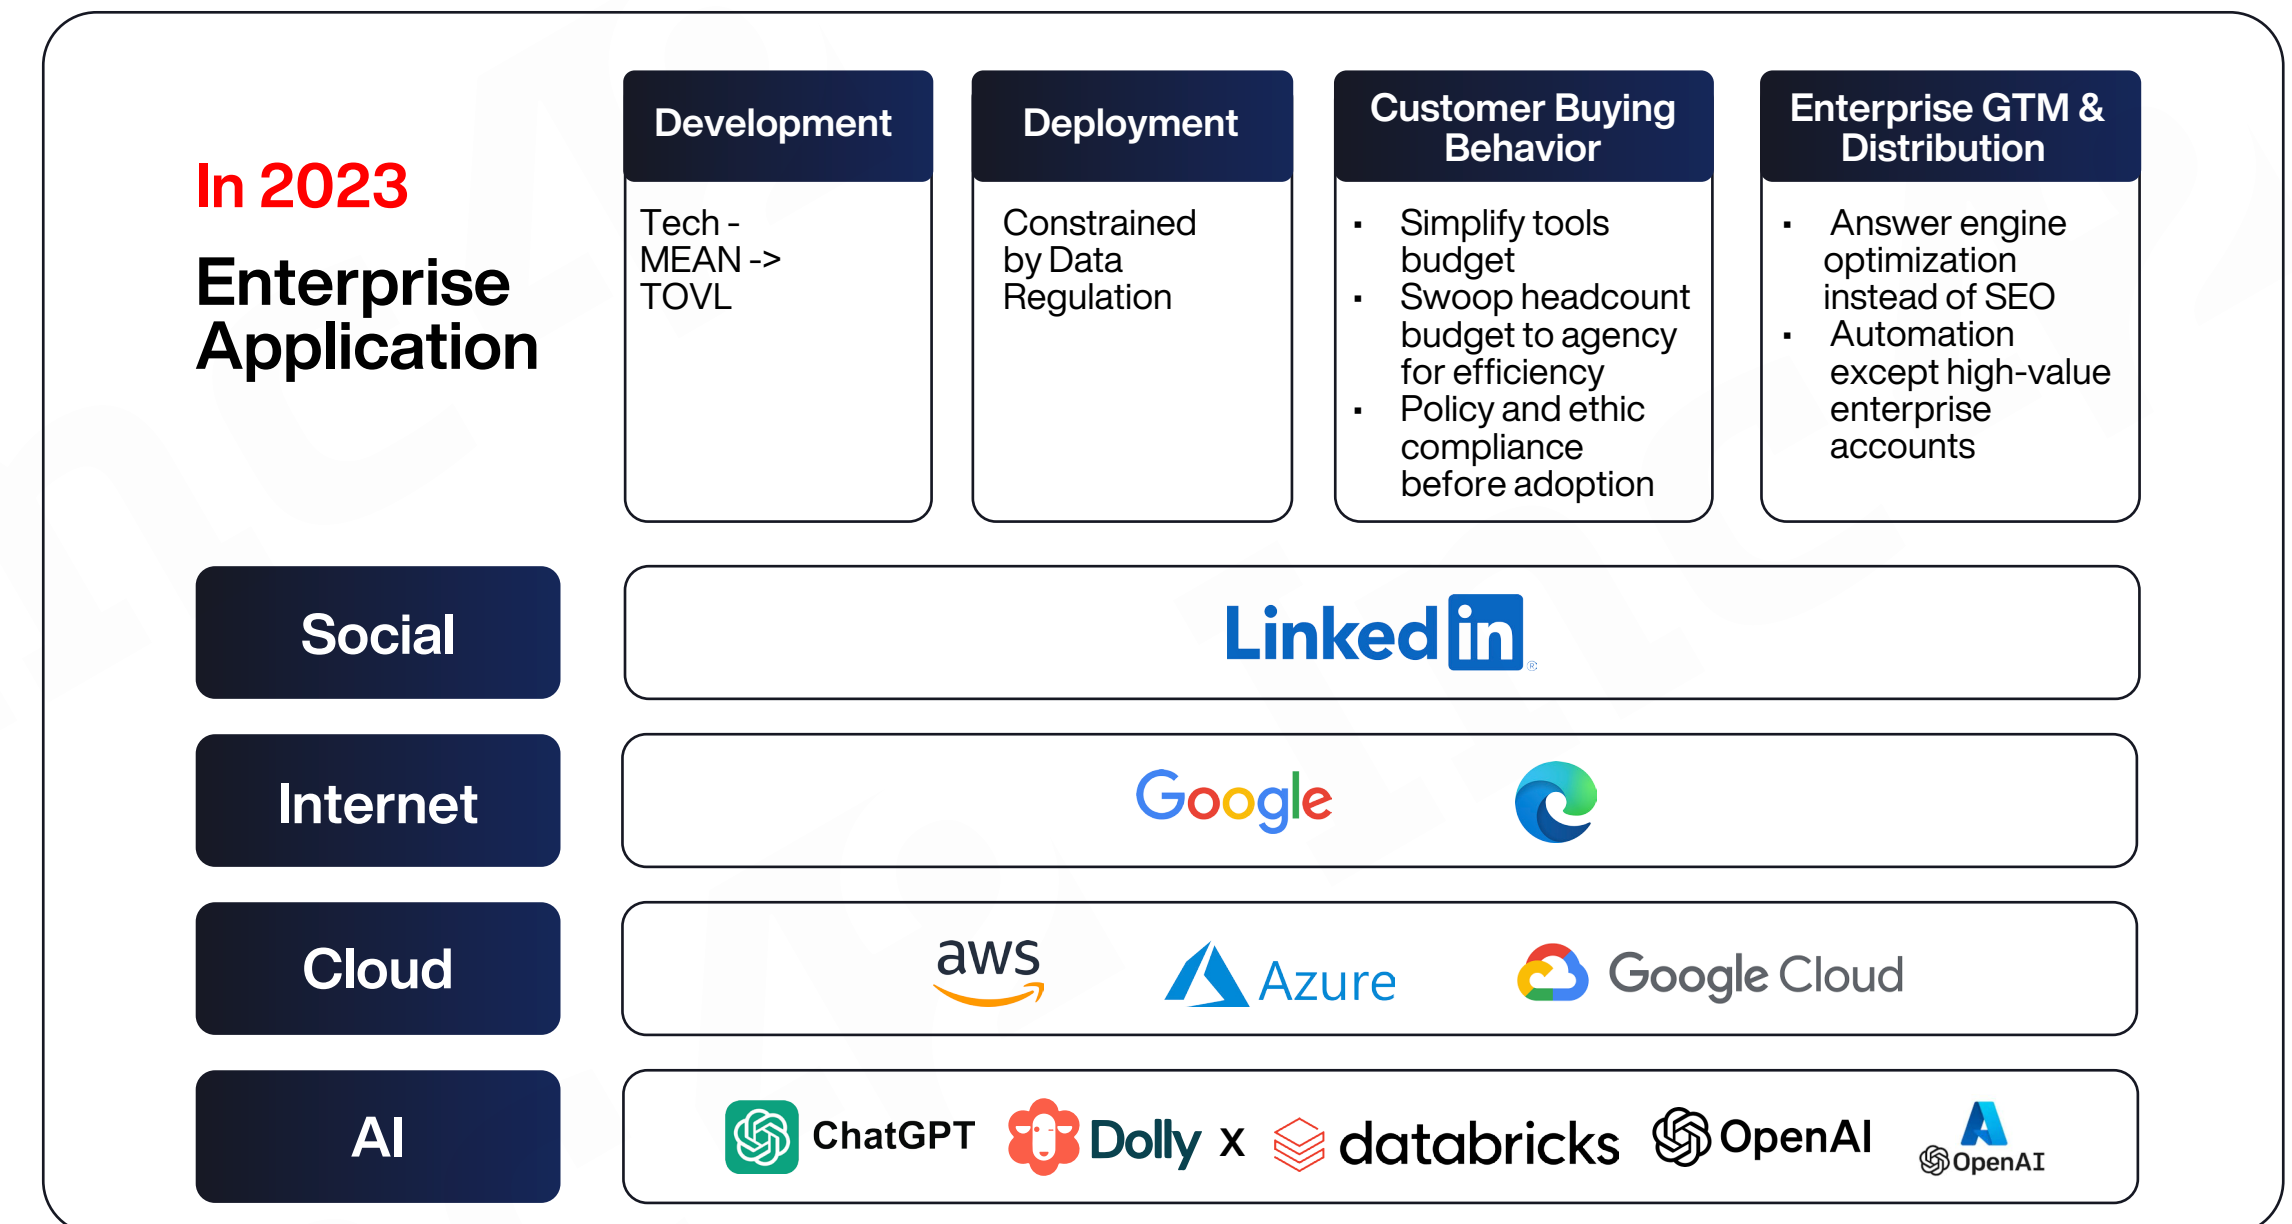 In 2023
Enterprise
Application
Development
Tech -
MEAN ->
TOVL
Deployment
Constrained
by Data
Regulation
Customer Buying
Behavior
▪ Simplify tools
budget
▪ Swoop headcount
budget to agency
for efficiency
▪ Policy and ethic
compliance
before adoption
Enterprise GTM &
Distribution
▪ Answer engine
optimization
instead of SEO
▪ Automation
except high-value
enterprise
accounts
Social
Linked in ®
Internet
Google
Cloud
aws
Azure
Google Cloud
AI
ChatGPT
Dolly x databricks
OpenAI
OpenAI